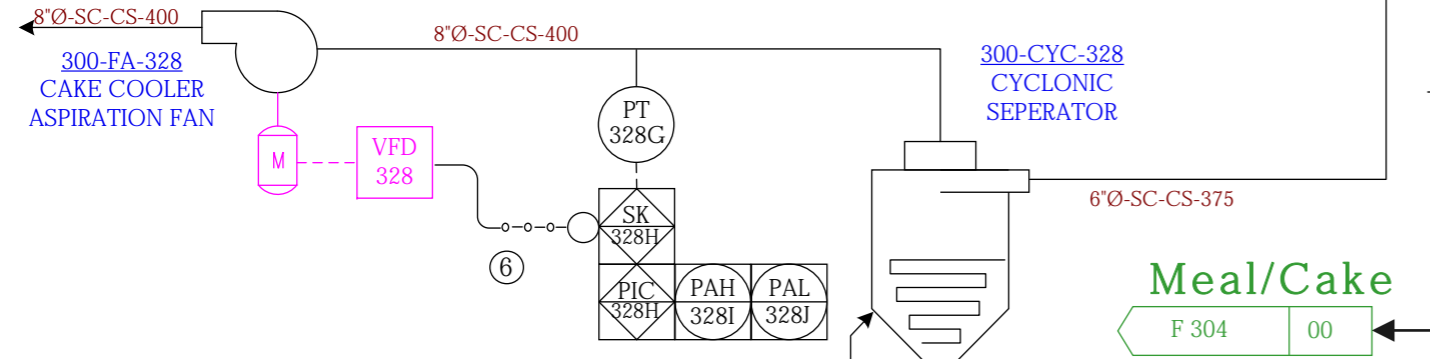 8"Ø-SC-CS-400
300-FA-328
CAKE COOLER
ASPIRATION FAN
M
VFD
328
8"Ø-SC-CS-400
PT
328G
SK
328H
PIC
328H
PAH
328I
PAL
328J
6
300-CYC-328
CYCLONIC
SEPERATOR
6"Ø-SC-CS-375
Meal/Cake
F 304
00